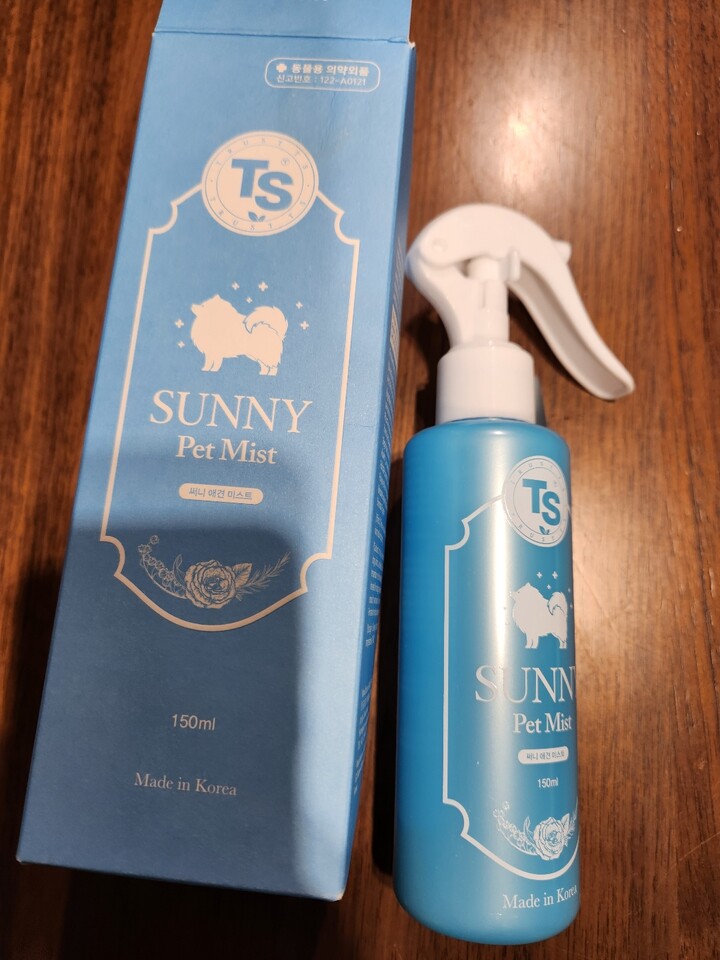 동물용 의약외품
신고번호 : 122-A0121
TS
SUNNY
Pet Mist
써니 애견 미스트
150ml
Made in Korea
TS
SUNNY
Pet Mist
써니 애견 미스트
150ml
Made in Korea